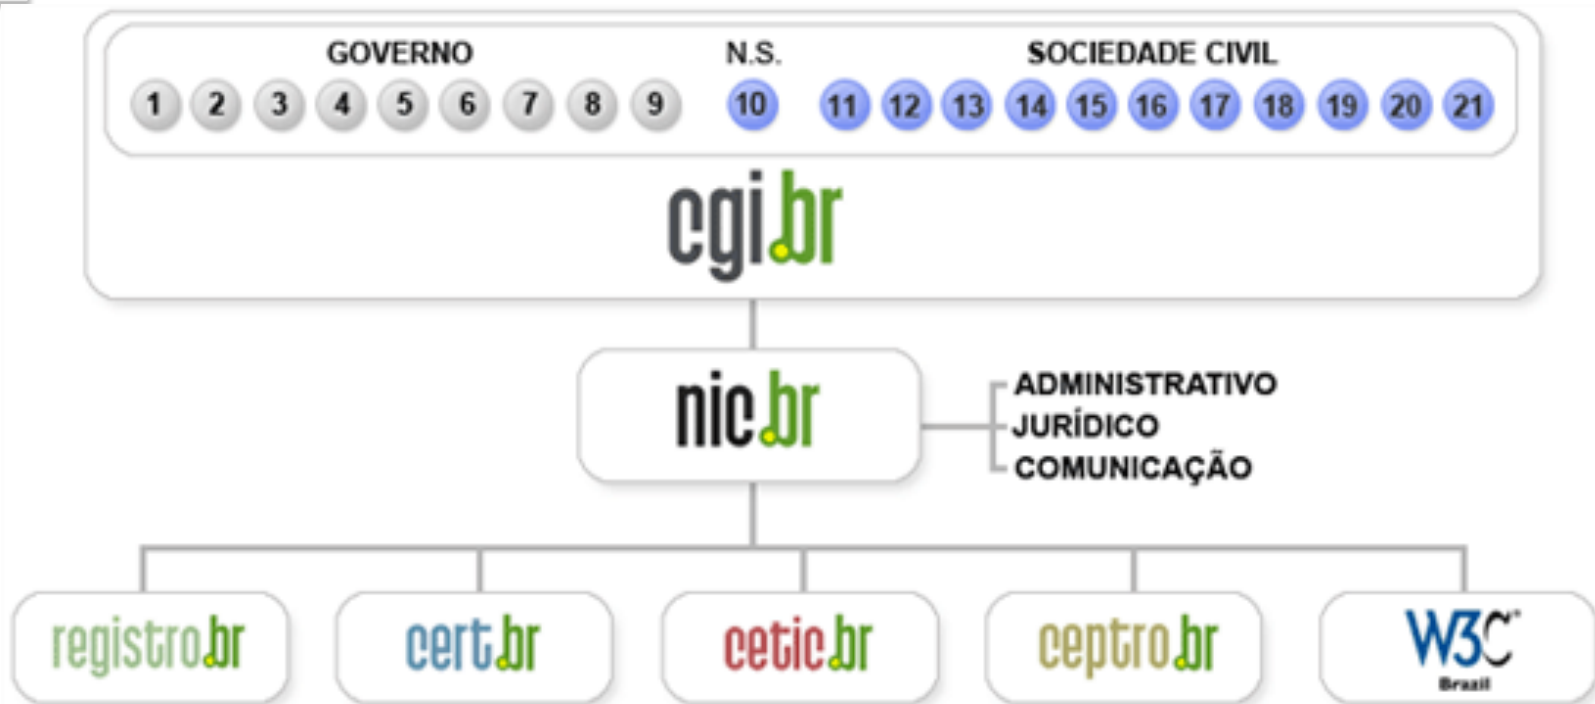 GOVERNO N.S. SOCIEDADE CIVIL
1 2 3 4 5 6 7 8 9 10 11 12 13 14 15 16 17 18 19 20 21
cgi.br
nic.br
ADMINISTRATIVO
JURÍDICO
COMUNICAÇÃO
registro.br cert.br cetic.br ceptro.br W3C
Brazil